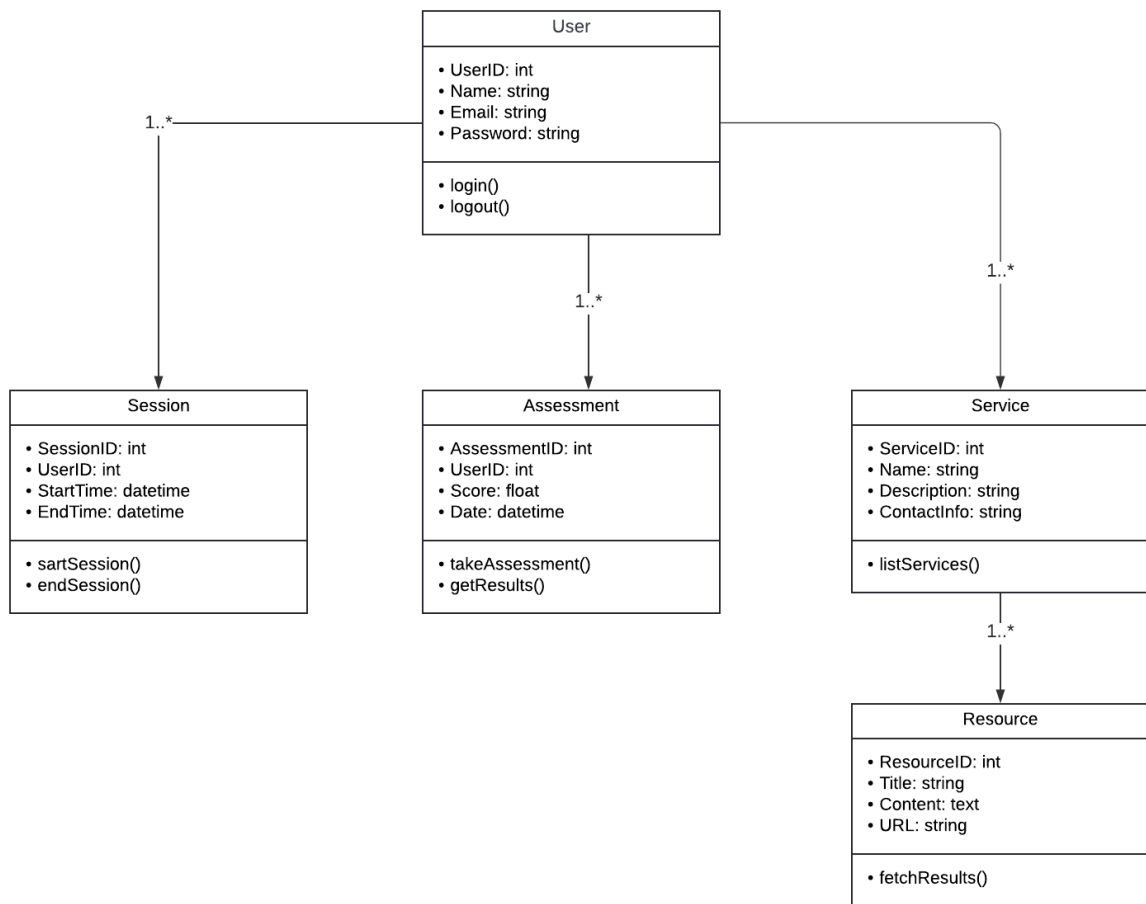 User
• UserID: int
• Name: string
• Email: string
• Password: string
• login()
• logout()
1..*
1..*
1..*
Session
• SessionID: int
• UserID: int
• StartTime: datetime
• EndTime: datetime
• sartSession()
• endSession()
Assessment
• AssessmentID: int
• UserID: int
• Score: float
• Date: datetime
• takeAssessment()
• getResults()
Service
• ServiceID: int
• Name: string
• Description: string
• ContactInfo: string
• listServices()
1..*
Resource
• ResourceID: int
• Title: string
• Content: text
• URL: string
• fetchResults()